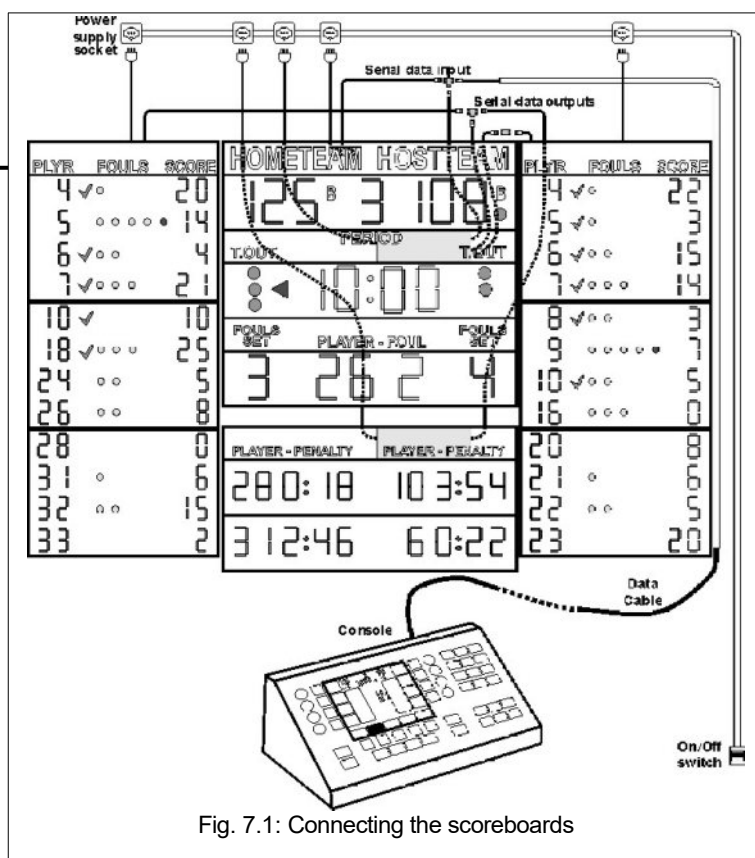 Power
supply
socket
Serial data input
Serial data outputs
PLYR FOULS SCORE
4 20
5 14
6 4
7 21
10 10
18 25
24 5
26 8
28 0
31 6
32 15
33 2
HOMETEAM HOSTTEAM
125 B 3 108 B
PERIOD
T.OUT T.OUT
10:00
FOULS
SET
PLAYER - FOUL
FOULS
SET
3 26 2 4
PLAYER - PENALTY PLAYER - PENALTY
28 0:18 10 3:54
31 2:46 6 0:22
PLYR FOULS SCORE
4 22
5 3
6 15
7 14
8 3
9 7
10 5
16 0
20 8
21 6
22 5
23 20
Data
Cable
Console
On/Off
switch
Fig. 7.1: Connecting the scoreboards